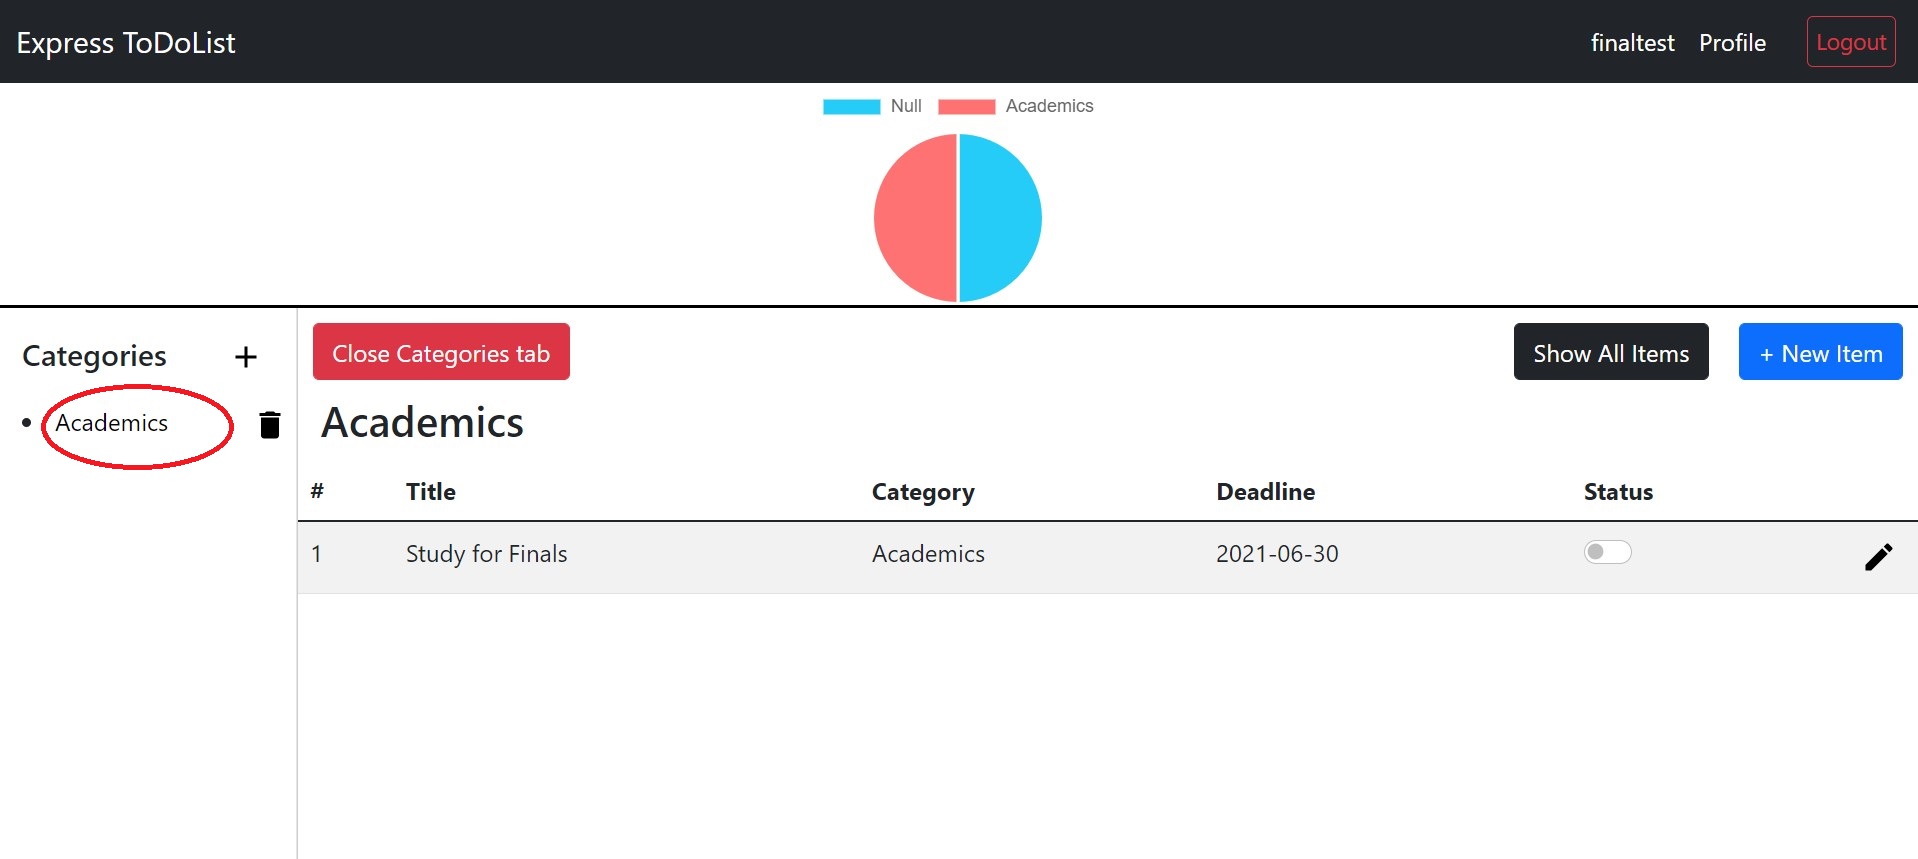 Express ToDoList finaltest Profile Logout
Null Academics
Categories + Close Categories tab Show All Items + New Item
Academics Academics
# Title Category Deadline Status
1 Study for Finals Academics 2021-06-30